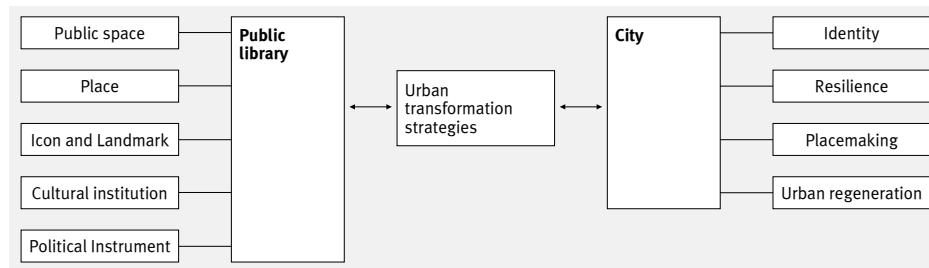 Public space
Place
Icon and Landmark
Cultural institution
Political Instrument
Public
library
Urban
transformation
strategies
City
Identity
Resilience
Placemaking
Urban regeneration